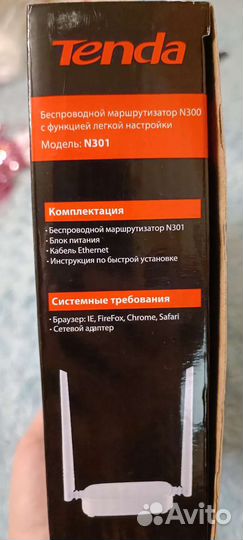 Tenda
Беспроводной маршрутизатор N300
с функцией легкой настройки
Модель: N301
Комплектация
• Беспроводной маршрутизатор N301
• Блок питания
• Кабель Ethernet
• Инструкция по быстрой установке
Системные требования
• Браузер: IE, FireFox, Chrome, Safari
• Сетевой адаптер
Avito